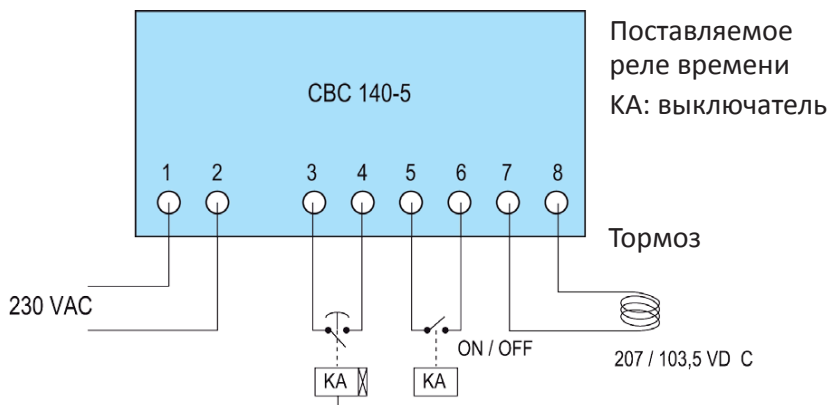 Поставляемое
реле времени
КА: выключатель
CBC 140-5
1 2 3 4 5 6 7 8
Тормоз
230 VAC
ON / OFF
207 / 103,5 VD C
KA
KA